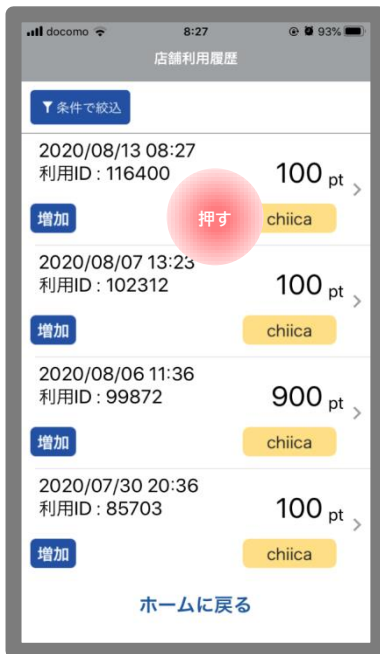 docomo 8:27 93%
店舗利用履歴
条件で絞込
2020/08/13 08:27
利用ID : 116400
100 pt
押す
増加
chiica
2020/08/07 13:23
利用ID : 102312
100 pt
増加
chiica
2020/08/06 11:36
利用ID : 99872
900 pt
増加
chiica
2020/07/30 20:36
利用ID : 85703
100 pt
増加
chiica
ホームに戻る